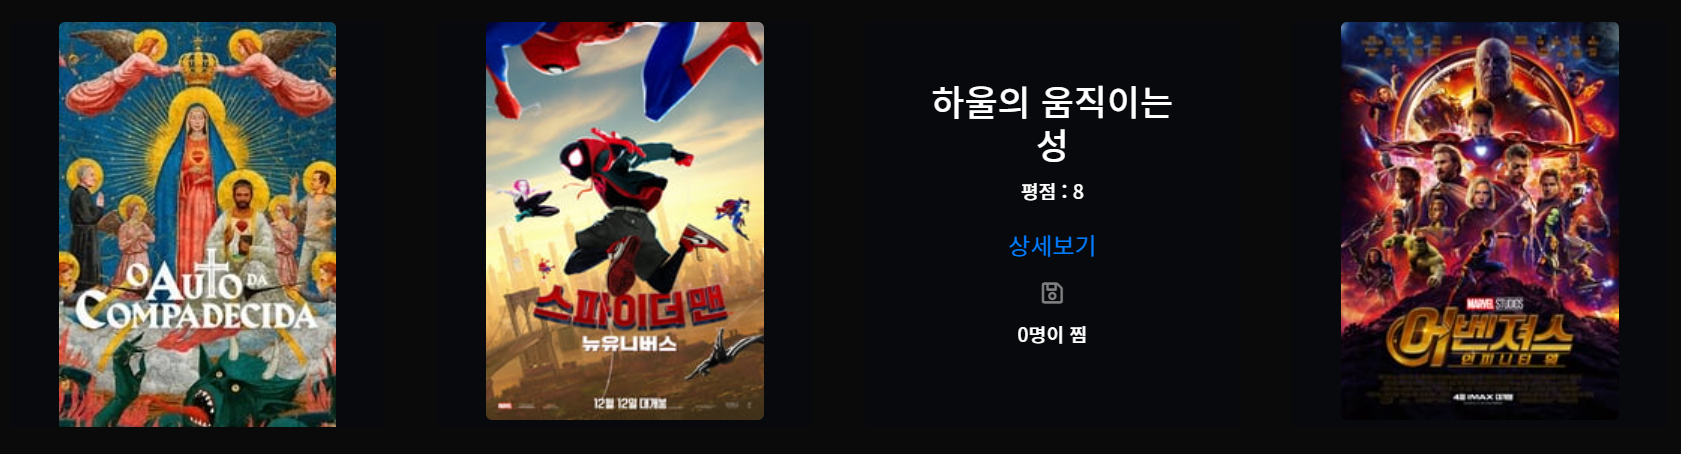 O AUTO DA
COMPADECIDA
스파이더맨
뉴 유니버스
12월 12일 대개봉
하울의 움직이는
성
평점 : 8
상세보기
0명이 찜
MARVEL STUDIOS
어벤져스
인피니티 워
4월 IMAX 대개봉